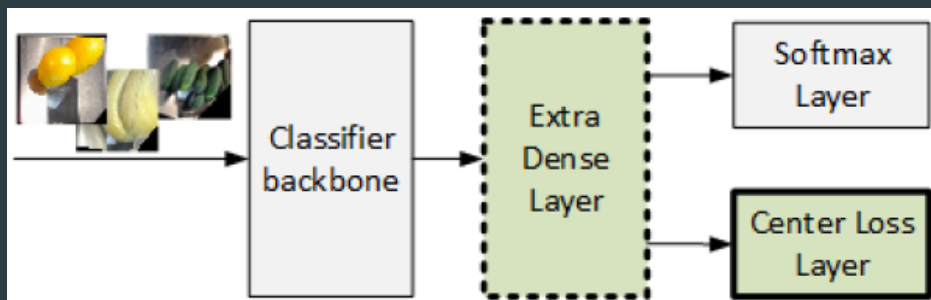 Classifier
backbone
Extra
Dense
Layer
Softmax
Layer
Center Loss
Layer